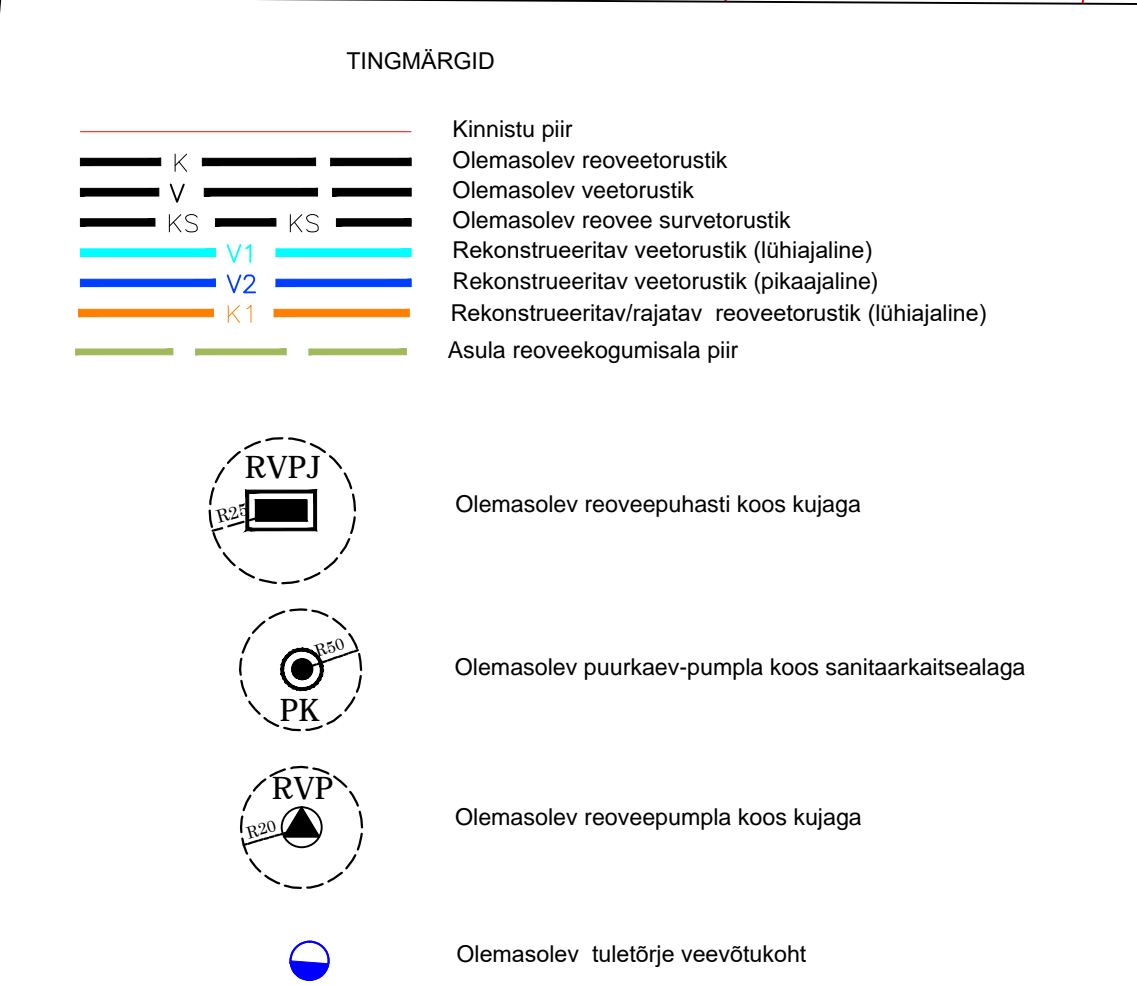 TINGMÄRGID
Kinnistu piir
K Olemasolev reoveetorustik
V Olemasolev veetorustik
KS KS Olemasolev reovee survetorustik
V1 Rekonstrueeritav veetorustik (lühiajaline)
V2 Rekonstrueeritav veetorustik (pikaajaline)
K1 Rekonstrueeritav/rajatav reoveetorustik (lühiajaline)
Asula reoveekogumisala piir
RVPJ
R25 Olemasolev reoveepuhasti koos kujaga
R50
Olemasolev puurkaev-pumpla koos sanitaarkaitsealaga
PK
RVP
R20 Olemasolev reoveepumpla koos kujaga
Olemasolev tuletõrje veevõtukoht